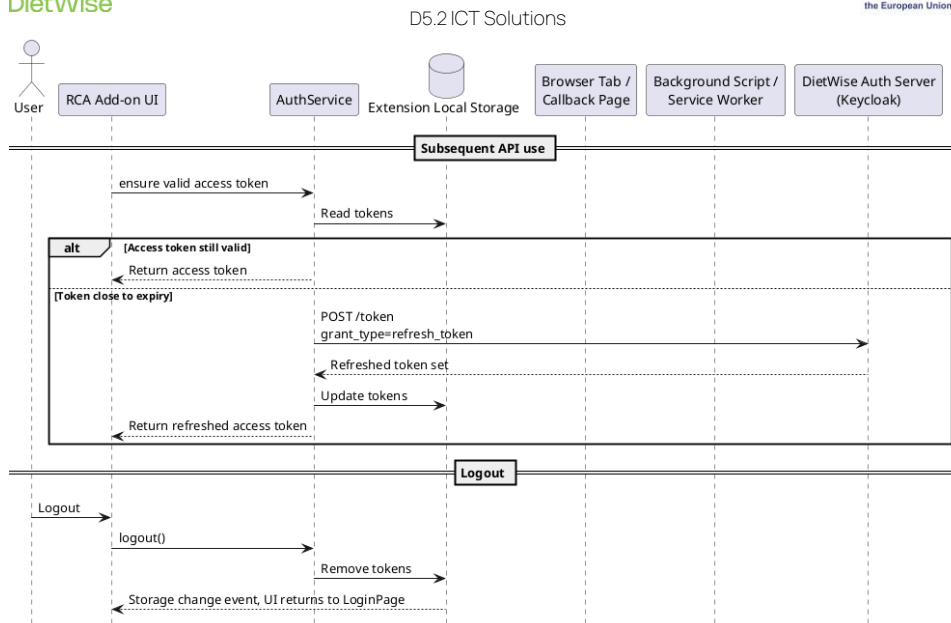 DietWise
D5.2 ICT Solutions
the European Union
User
RCA Add-on UI
AuthService
Extension Local Storage
Browser Tab /
Callback Page
Background Script /
Service Worker
DietWise Auth Server
(Keycloak)
Subsequent API use
ensure valid access token
Read tokens
alt
[Access token still valid]
Return access token
[Token close to expiry]
POST /token
grant_type=refresh_token
Refreshed token set
Update tokens
Return refreshed access token
Logout
Logout
logout()
Remove tokens
Storage change event, UI returns to LoginPage